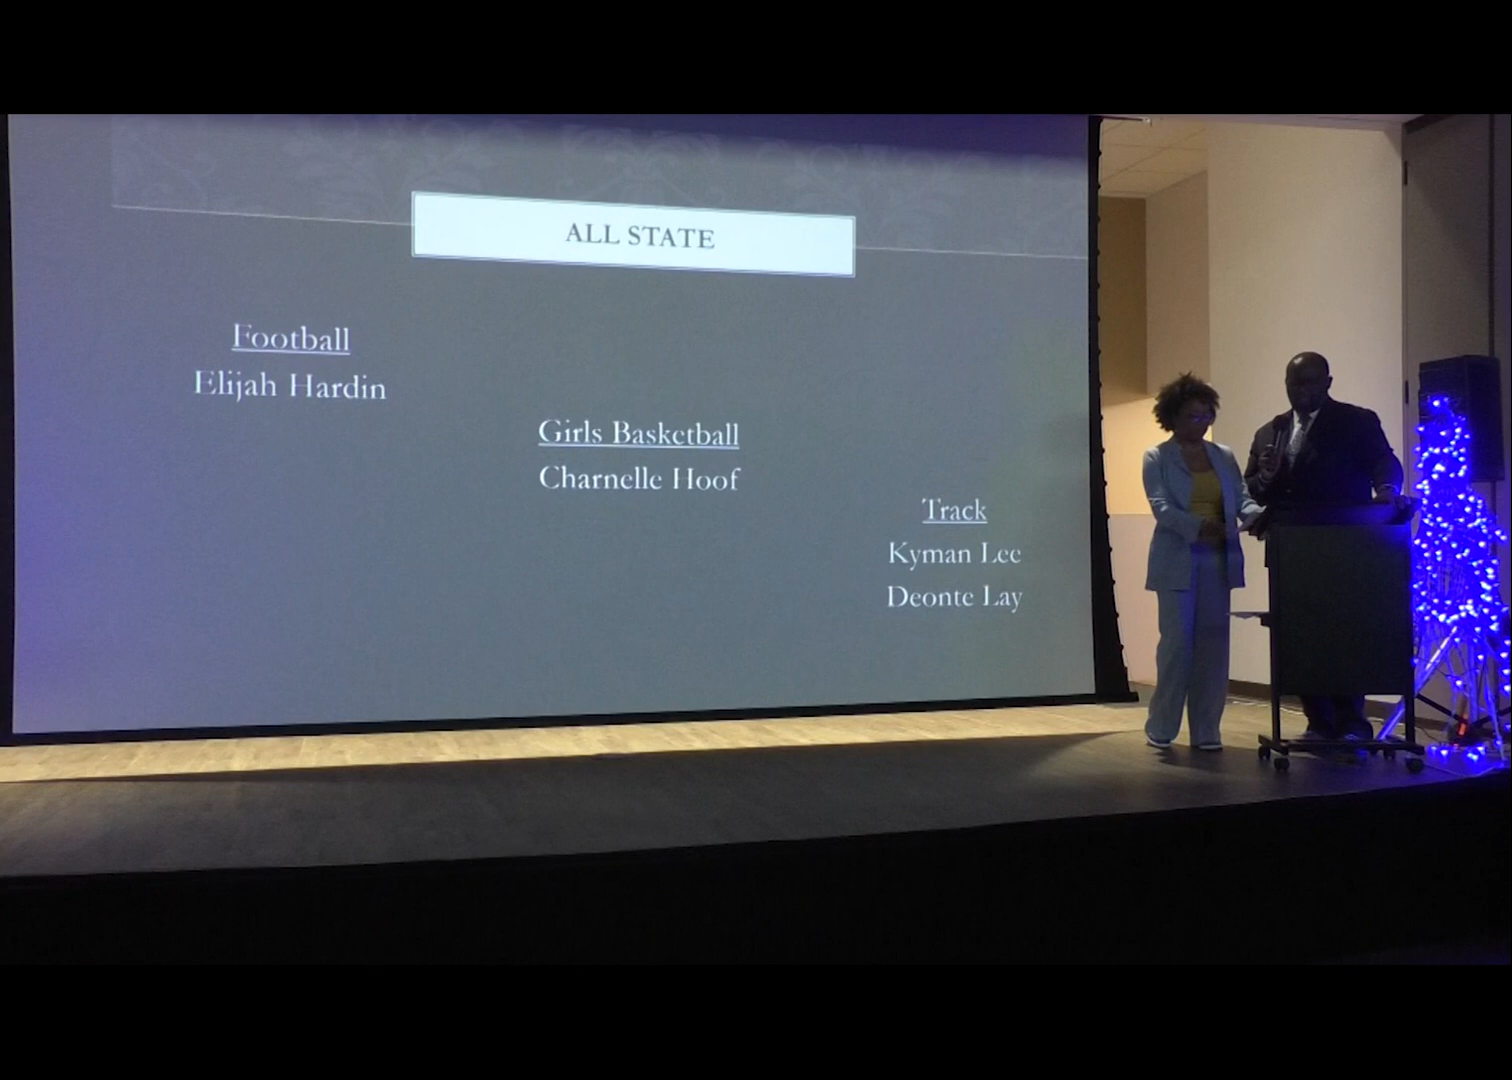 ALL STATE
Football
Elijah Hardin
Girls Basketball
Charnelle Hoof
Track
Kyman Lee
Deonte Lay